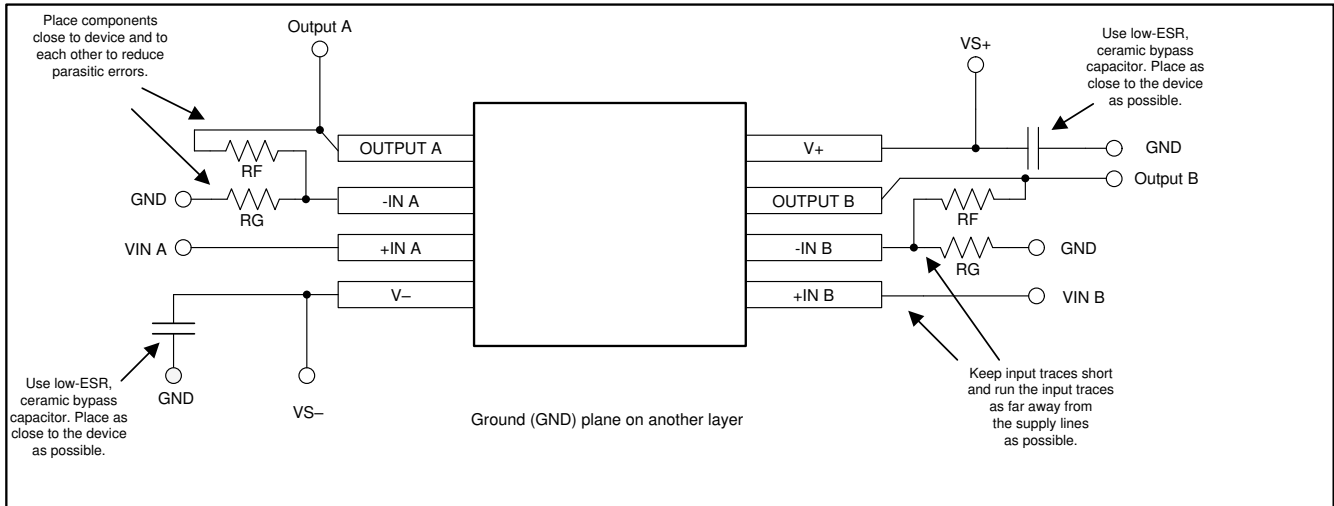 Place components
close to device and to
each other to reduce
parasitic errors.
Output A
VS+
Use low-ESR,
ceramic bypass
capacitor. Place as
close to the device
as possible.
OUTPUT A
RF
V+
GND
GND
RG
-IN A
OUTPUT B
RF
Output B
VIN A
+IN A
-IN B
RG
GND
V–
+IN B
VIN B
Use low-ESR,
ceramic bypass
capacitor. Place as
close to the device
as possible.
GND
VS–
Ground (GND) plane on another layer
Keep input traces short
and run the input traces
as far away from
the supply lines
as possible.